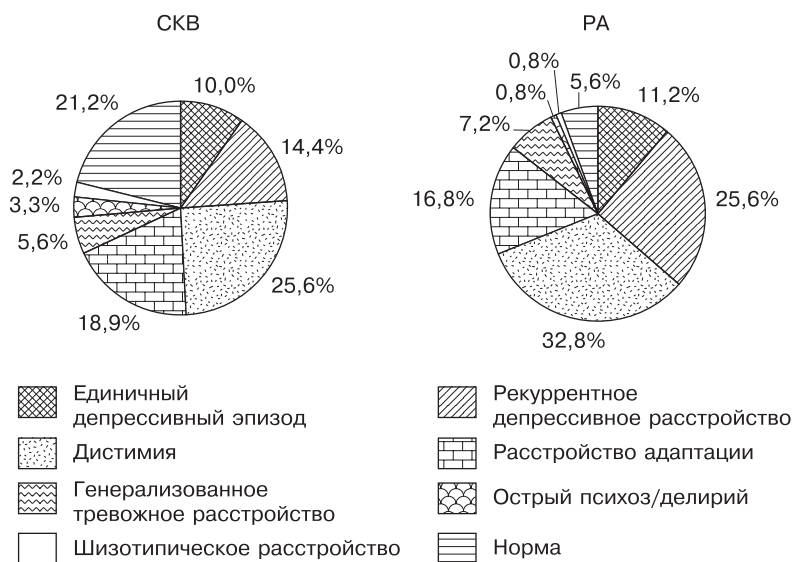 СКВ
РА
10,0%
14,4%
25,6%
18,9%
5,6%
3,3%
2,2%
21,2%
0,8%
0,8%
5,6%
11,2%
25,6%
32,8%
16,8%
7,2%
Единичный
депрессивный эпизод
Дистимия
Генерализованное
тревожное расстройство
Шизотипическое расстройство
Рекуррентное
депрессивное расстройство
Расстройство адаптации
Острый психоз/делирий
Норма